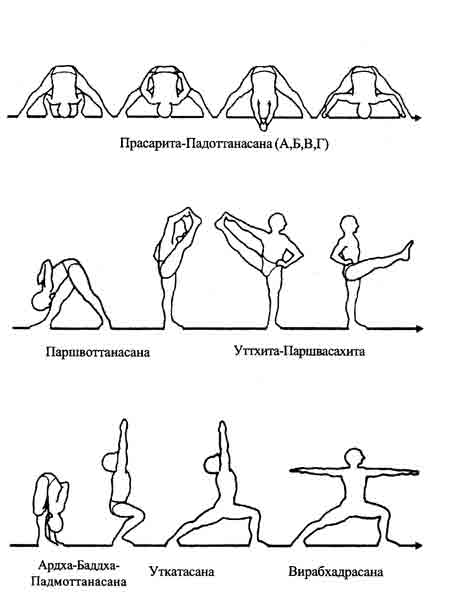 Прасарита-Падоттанасана (А,Б,В,Г)
Паршвоттанасана
Уттхита-Паршвасахита
Ардха-Баддха-
Падмоттанасана
Уткатасана
Вирабхадрасана